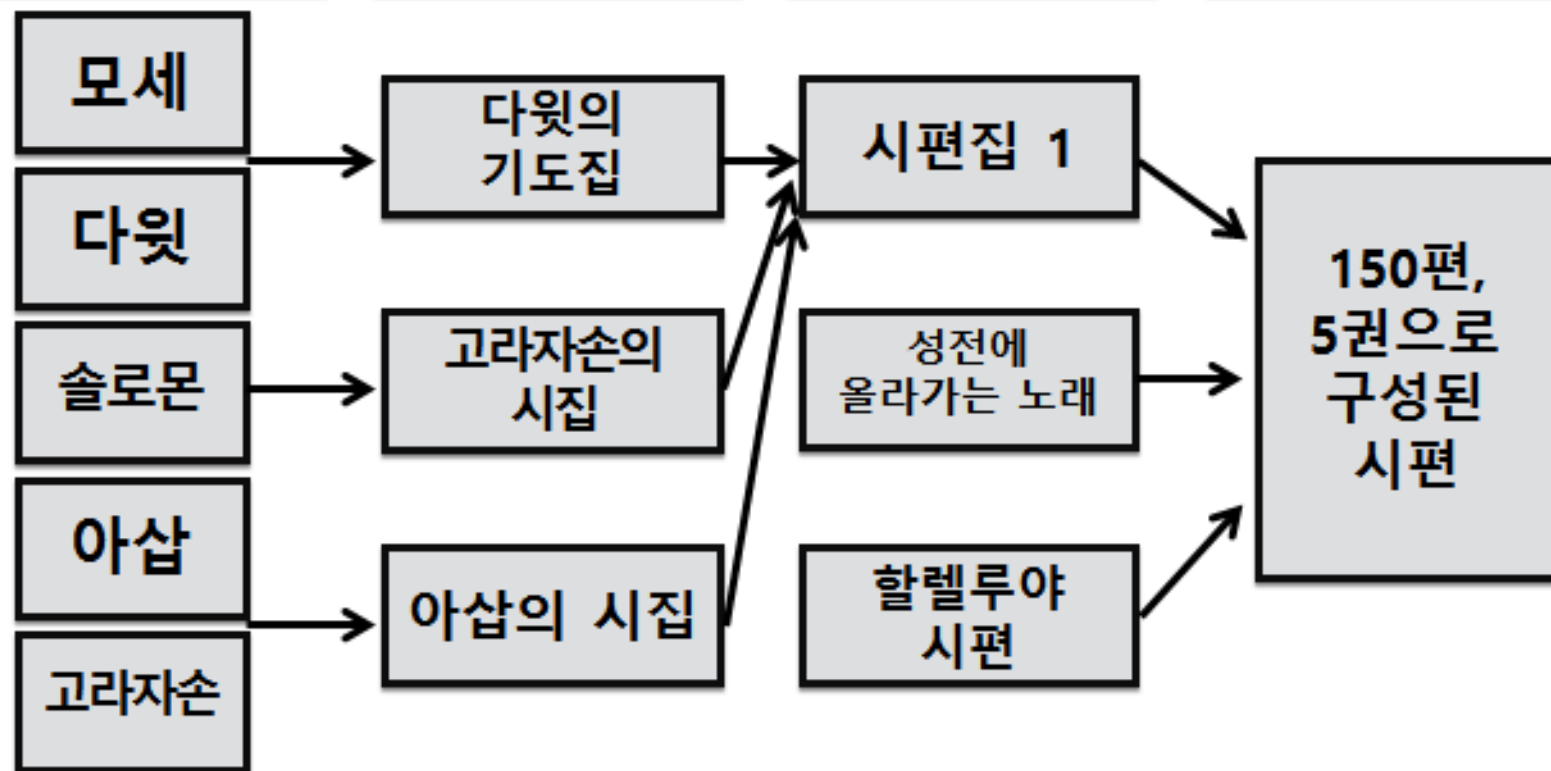 모세
다윗
솔로몬
아삽
고라자손
다윗의
기도집
고라자손의
시집
아삽의 시집
시편집 1
성전에
올라가는 노래
할렐루야
시편
150편,
5권으로
구성된
시편